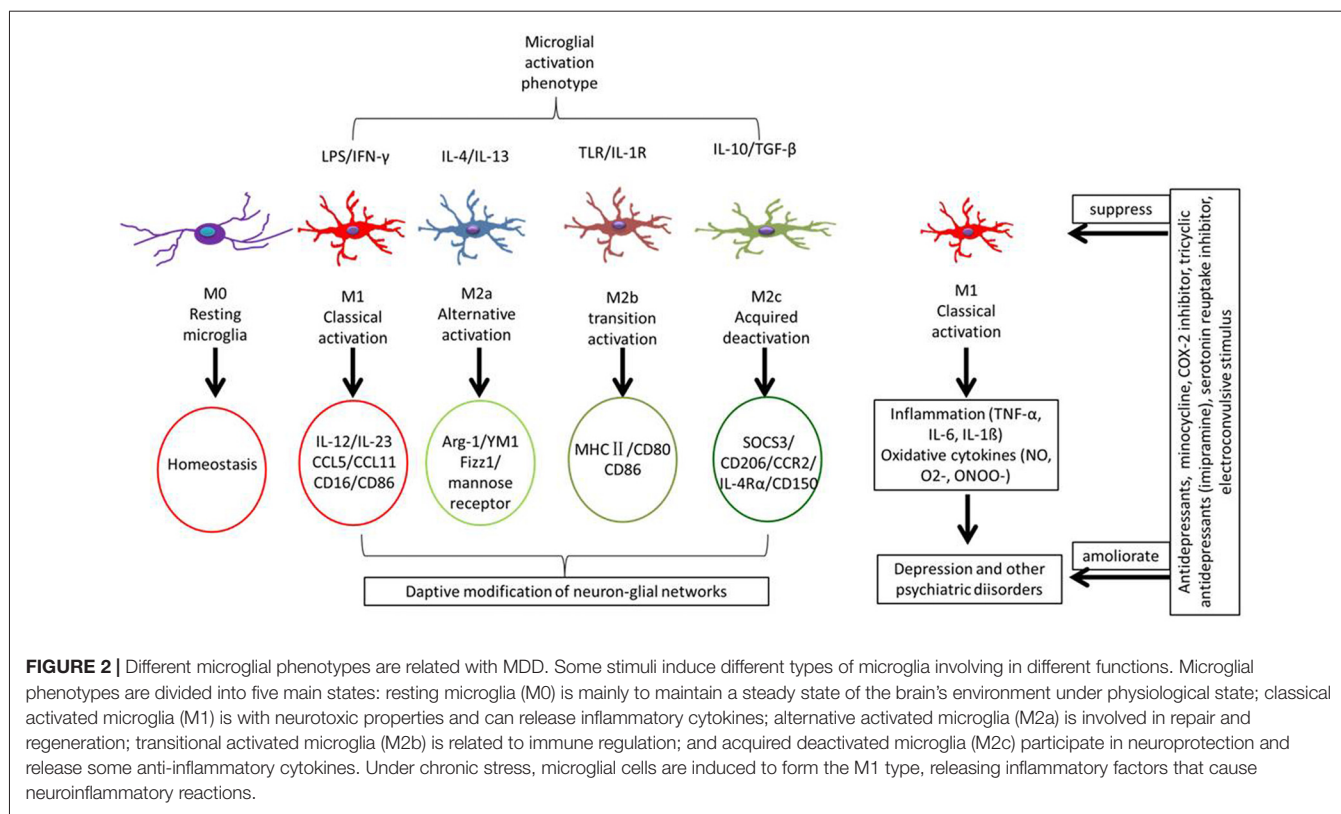 Microglial
activation
phenotype
LPS/IFN-γ
IL-4/IL-13
TLR/IL-1R
IL-10/TGF-β
M0
Resting
microglia
M1
Classical
activation
M2a
Alternative
activation
M2b
transition
activation
M2c
Acquired
deactivation
M1
Classical
activation
Homeostasis
IL-12/IL-23
CCL5/CCL11
CD16/CD86
Arg-1/YM1
Fizz1/
mannose
receptor
MHC Ⅱ/CD80
CD86
SOCS3/
CD206/CCR2/
IL-4Rα/CD150
Inflammation (TNF-α,
IL-6, IL-1ß)
Oxidative cytokines (NO,
O2-, ONOO-)
Daptive modification of neuron-glial networks
Depression and other
psychiatric diisorders
suppress
amoliorate
Antidepressants, minocycline, COX-2 inhibitor, tricyclic
antidepressants (imipramine), serotonin reuptake inhibitor,
electroconvulsive stimulus
FIGURE 2 | Different microglial phenotypes are related with MDD. Some stimuli induce different types of microglia involving in different functions. Microglial
phenotypes are divided into five main states: resting microglia (M0) is mainly to maintain a steady state of the brain's environment under physiological state; classical
activated microglia (M1) is with neurotoxic properties and can release inflammatory cytokines; alternative activated microglia (M2a) is involved in repair and
regeneration; transitional activated microglia (M2b) is related to immune regulation; and acquired deactivated microglia (M2c) participate in neuroprotection and
release some anti-inflammatory cytokines. Under chronic stress, microglial cells are induced to form the M1 type, releasing inflammatory factors that cause
neuroinflammatory reactions.